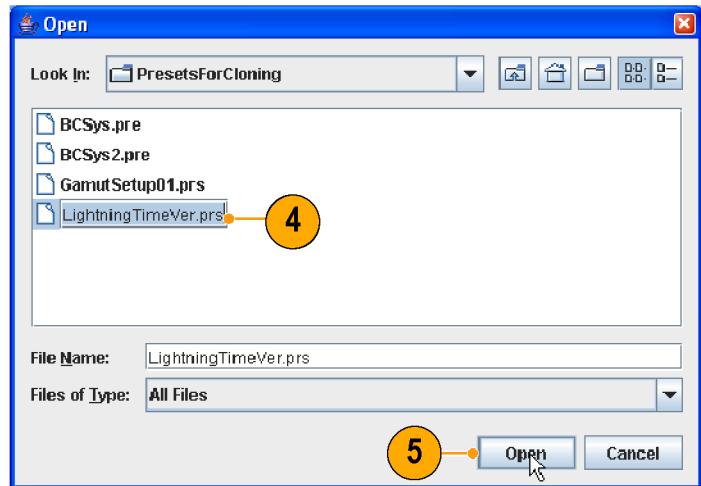 Open
Look In: PresetsForCloning
BCSys.pre
BCSys2.pre
GamutSetup01.prs
LightningTimeVer.prs
4
File Name: LightningTimeVer.prs
Files of Type: All Files
5
Open Cancel